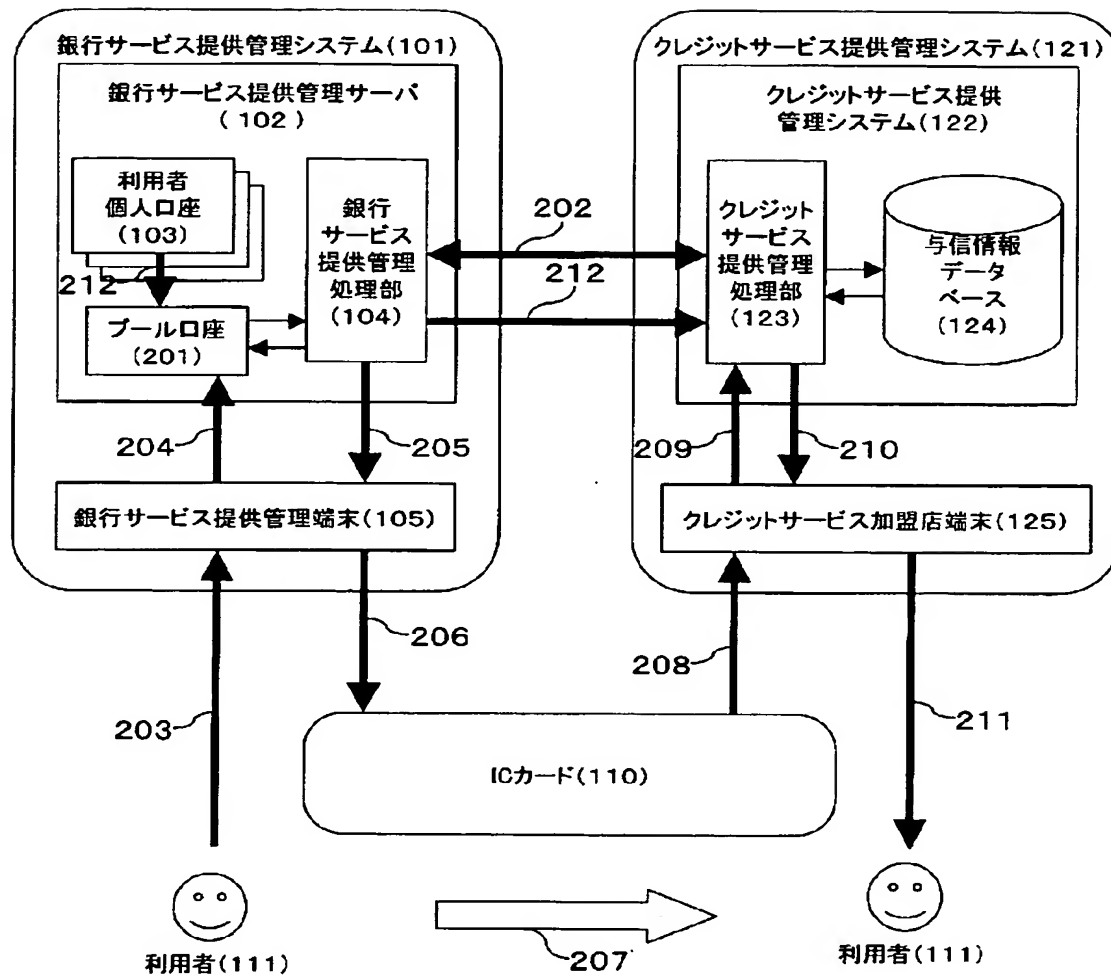 銀行サービス提供管理システム(101)
銀行サービス提供管理サーバ
(102)
利用者
個人口座
(103)
212
プール口座
(201)
銀行
サービス
提供管理
処理部
(104)
202
212
204
205
銀行サービス提供管理端末(105)
クレジットサービス提供管理システム(121)
クレジットサービス提供
管理システム(122)
クレジット
サービス
提供管理
処理部
(123)
与信情報
データ
ベース
(124)
209
210
クレジットサービス加盟店端末(125)
206
208
203
211
ICカード(110)
利用者(111)
207
利用者(111)